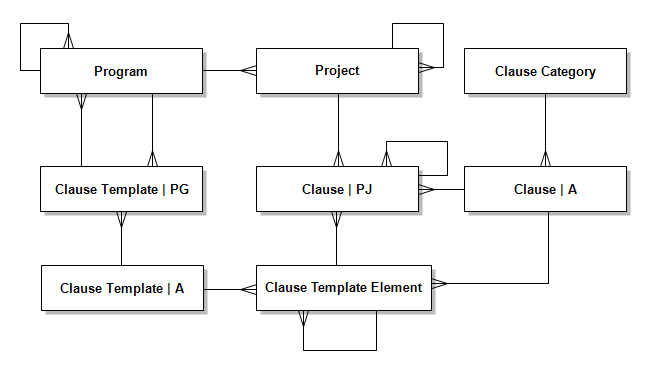 Program
Project
Clause Category
Clause Template | PG
Clause | PJ
Clause | A
Clause Template | A
Clause Template Element